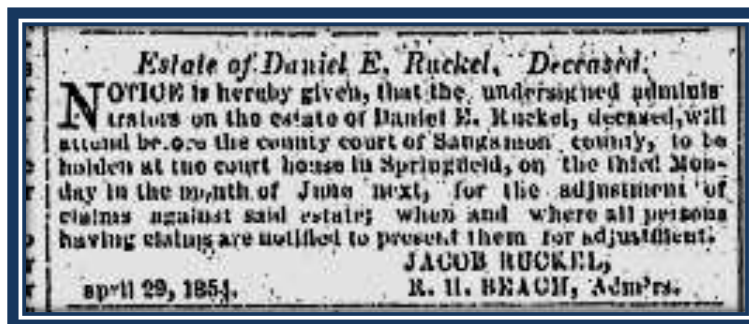 Estate of Daniel E. Ruckel, Deceased.
NOTICE is hereby given, that the undersigned adminis
trators on the estate of Daniel E. Ruckel, deceased, will
attend before the county court of Sangamon county, to be
holden at the court house in Springfield, on the third Mon-
day in the month of June next, for the adjustment of
claims against said estate; when and where all persons
having claims are notified to present them for adjustment.
JACOB RUCKEL,
april 29, 1854. R. H. BEACH, Adm'rs.